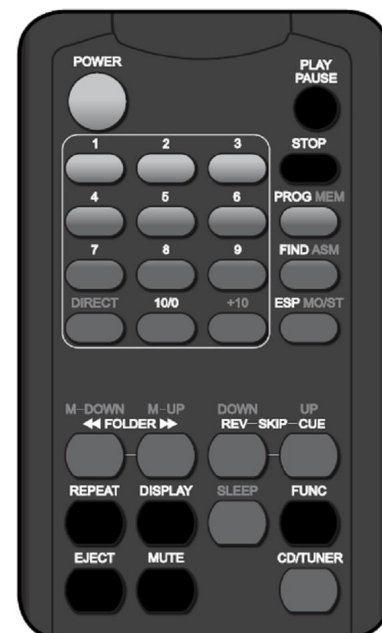 POWER
PLAY
PAUSE
1 2 3 STOP
4 5 6 PROG MEM
7 8 9 FIND ASM
DIRECT 10/0 +10 ESP MO/ST
M-DOWN M-UP DOWN UP
◀◀ FOLDER ▶▶ REV-SKIP-CUE
REPEAT DISPLAY SLEEP FUNC
EJECT MUTE CD/TUNER